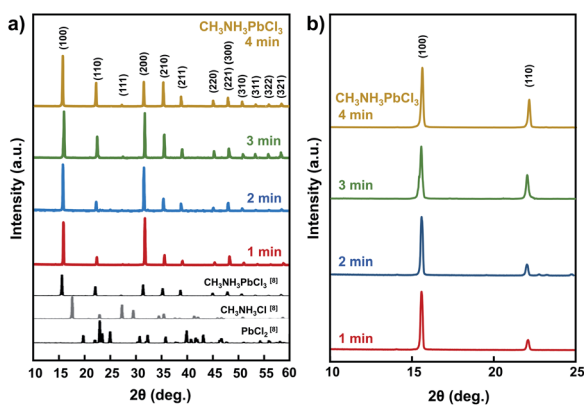 a)
CH3NH3PbCl3
4 min
(100)
(110)
(111)
(200)
(210)
(211)
(220)
(221) (300)
(310)
(311)
(322)
(321)
3 min
2 min
1 min
CH3NH3PbCl3 [8]
CH3NH3Cl [8]
PbCl2 [8]
Intensity (a.u.)
10 15 20 25 30 35 40 45 50 55 60
2θ (deg.)
b)
(100)
(110)
CH3NH3PbCl3
4 min
3 min
2 min
1 min
Intensity (a.u.)
10 15 20 25
2θ (deg.)